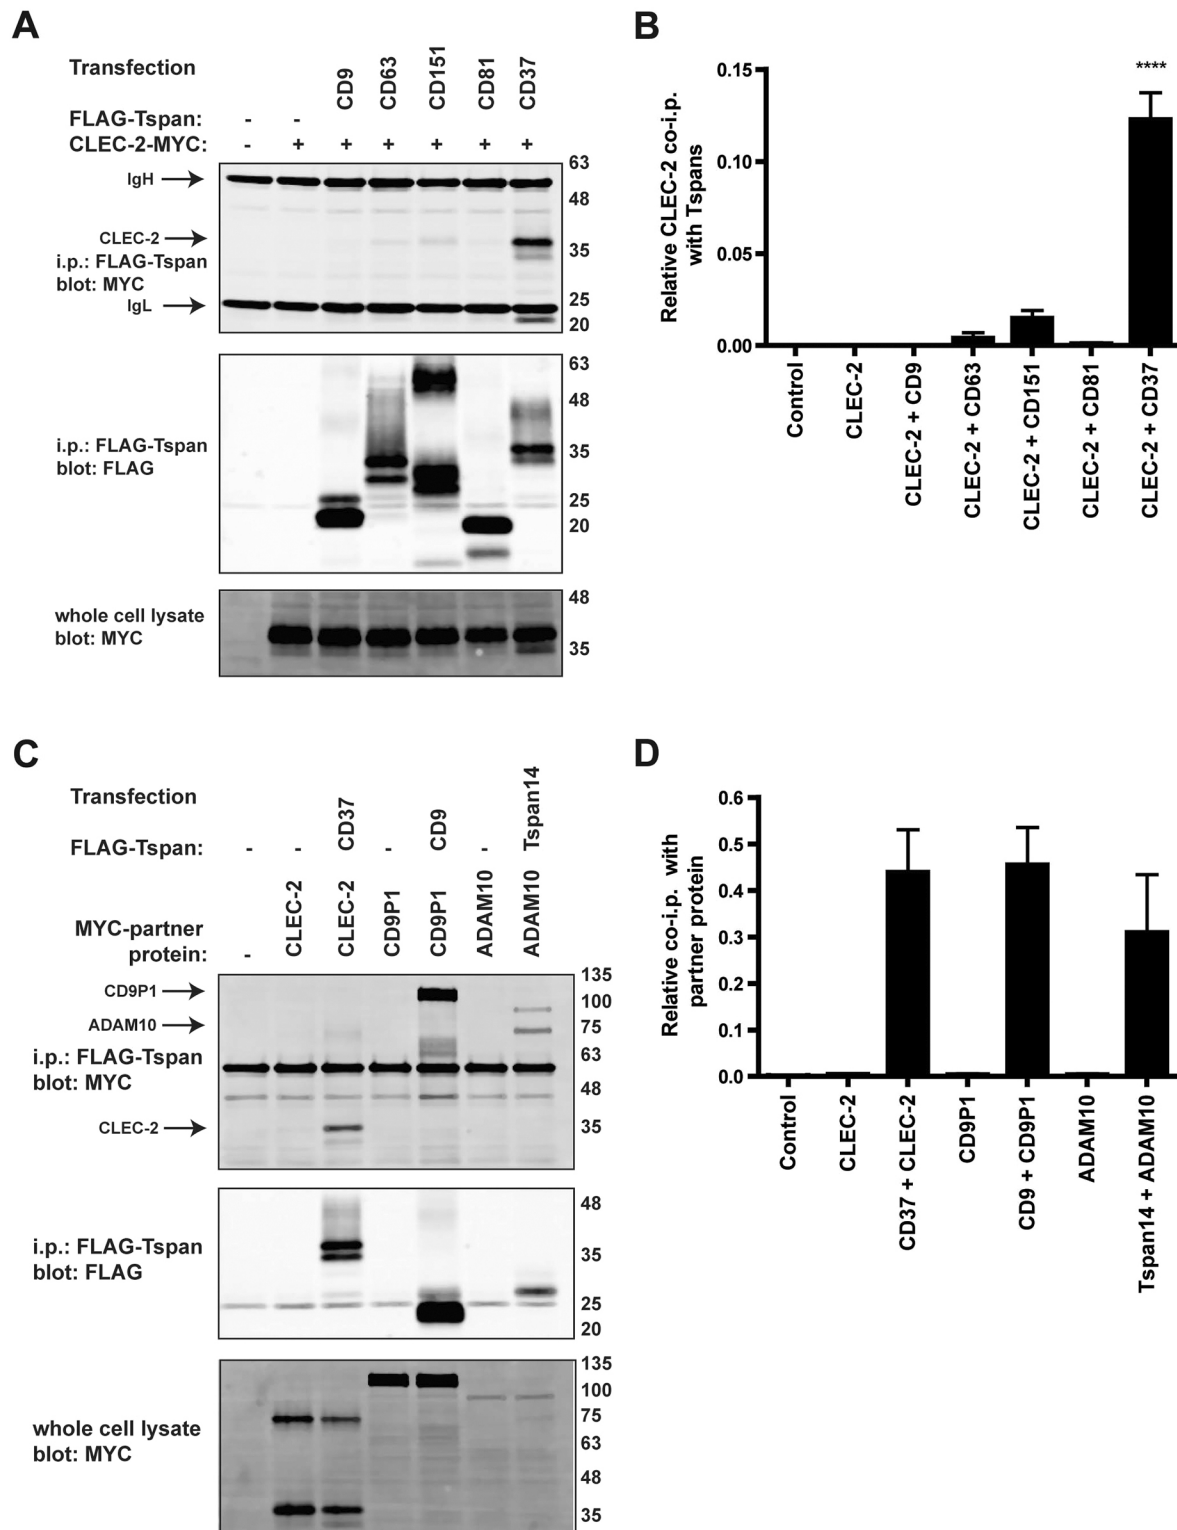 A
Transfection
FLAG-Tspan:
- - CD9 CD63 CD151 CD81 CD37
CLEC-2-MYC:
- + + + + + +
IgH
CLEC-2
i.p.: FLAG-Tspan
blot: MYC
IgL
63
48
35
25
20
i.p.: FLAG-Tspan
blot: FLAG
63
48
35
25
20
whole cell lysate
blot: MYC
48
35
B
Relative CLEC-2 co-i.p.
with Tspans
0.15
0.10
0.05
0.00
****
Control
CLEC-2
CLEC-2 + CD9
CLEC-2 + CD63
CLEC-2 + CD151
CLEC-2 + CD81
CLEC-2 + CD37
C
Transfection
FLAG-Tspan:
- - CD37 - CD9 - Tspan14
MYC-partner
protein:
- CLEC-2 CLEC-2 CD9P1 CD9P1 ADAM10 ADAM10
CD9P1
ADAM10
i.p.: FLAG-Tspan
blot: MYC
CLEC-2
135
100
75
63
48
35
i.p.: FLAG-Tspan
blot: FLAG
48
35
25
20
whole cell lysate
blot: MYC
135
100
75
63
48
35
D
Relative co-i.p. with
partner protein
0.6
0.5
0.4
0.3
0.2
0.1
0.0
Control
CLEC-2
CD37 + CLEC-2
CD9P1
CD9 + CD9P1
ADAM10
Tspan14 + ADAM10